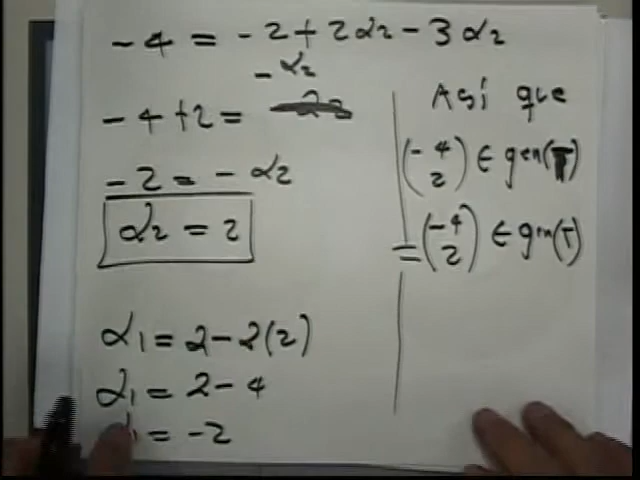 -4 = -2 + 2α₂ - 3α₂
-α₂
-4 + 2 =
-2 = -α₂
α₂ = 2
α₁ = 2 - 2(2)
α₁ = 2 - 4
α₁ = -2
Así que
(-4
2) ∈ gen(T)
= (-4
2) ∈ gen(T)